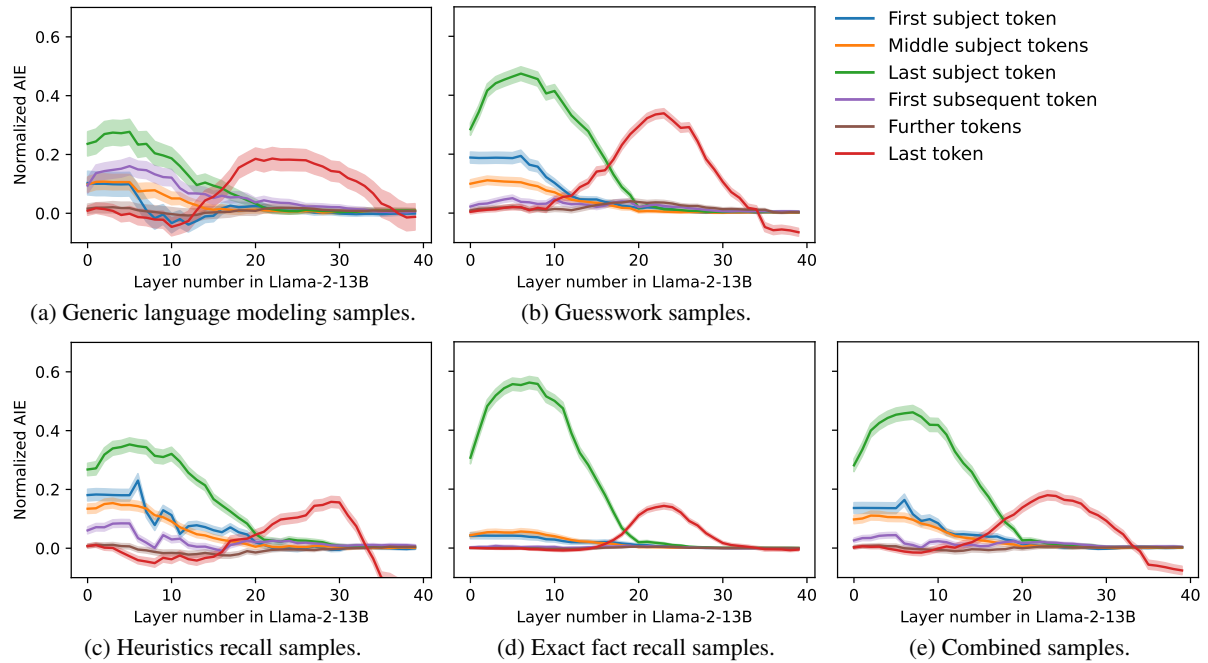 0.6
0.4
0.2
0.0
Normalized AIE
0 10 20 30 40
Layer number in Llama-2-13B
(a) Generic language modeling samples.
0 10 20 30 40
Layer number in Llama-2-13B
(b) Guesswork samples.
First subject token
Middle subject tokens
Last subject token
First subsequent token
Further tokens
Last token
0.6
0.4
0.2
0.0
Normalized AIE
0 10 20 30 40
Layer number in Llama-2-13B
(c) Heuristics recall samples.
0 10 20 30 40
Layer number in Llama-2-13B
(d) Exact fact recall samples.
0 10 20 30 40
Layer number in Llama-2-13B
(e) Combined samples.